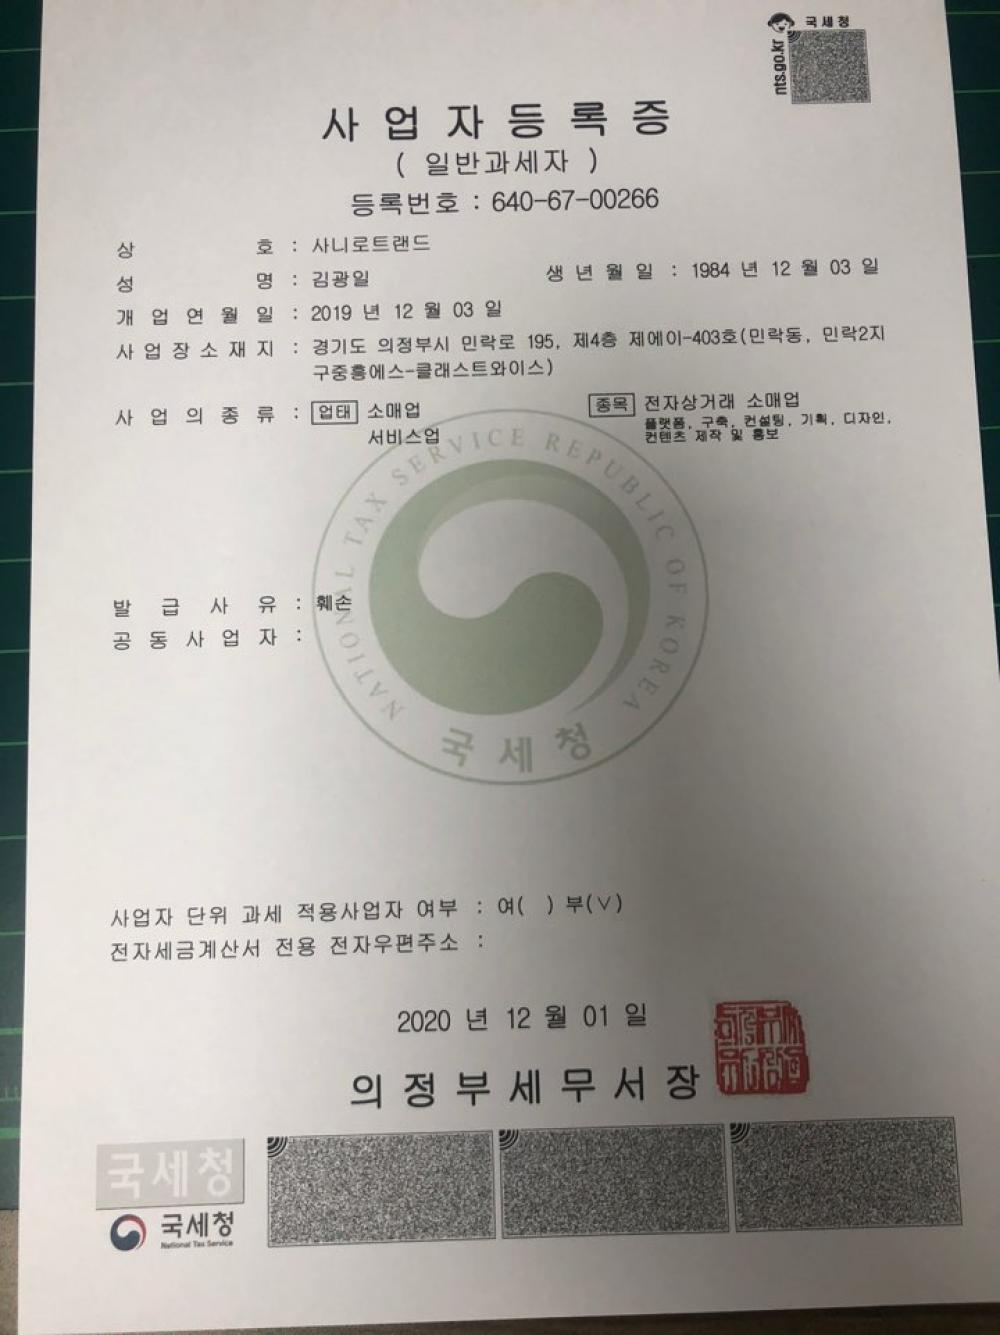 국세청
nts.go.kr
사업자등록증
( 일반과세자 )
등록번호 : 640-67-00266
상 호 : 사니로트랜드
성 명 : 김광일 생 년 월 일 : 1984 년 12 월 03 일
개 업 연 월 일 : 2019 년 12 월 03 일
사 업 장 소 재 지 : 경기도 의정부시 민락로 195, 제4층 제에이-403호(민락동, 민락2지
구중흥에스-클래스트와이스)
사 업 의 종 류 : 업태 소매업 종목 전자상거래 소매업
서비스업 플랫폼, 구축, 컨설팅, 기획, 디자인,
컨텐츠 제작 및 홍보
NATIONAL TAX SERVICE REPUBLIC OF KOREA
발 급 사 유 : 훼손
공 동 사 업 자 :
국세청
사업자 단위 과세 적용사업자 여부 : 여( ) 부(∨)
전자세금계산서 전용 전자우편주소 :
2020 년 12 월 01 일
의정부세무서장
국세청
국세청
National Tax Service